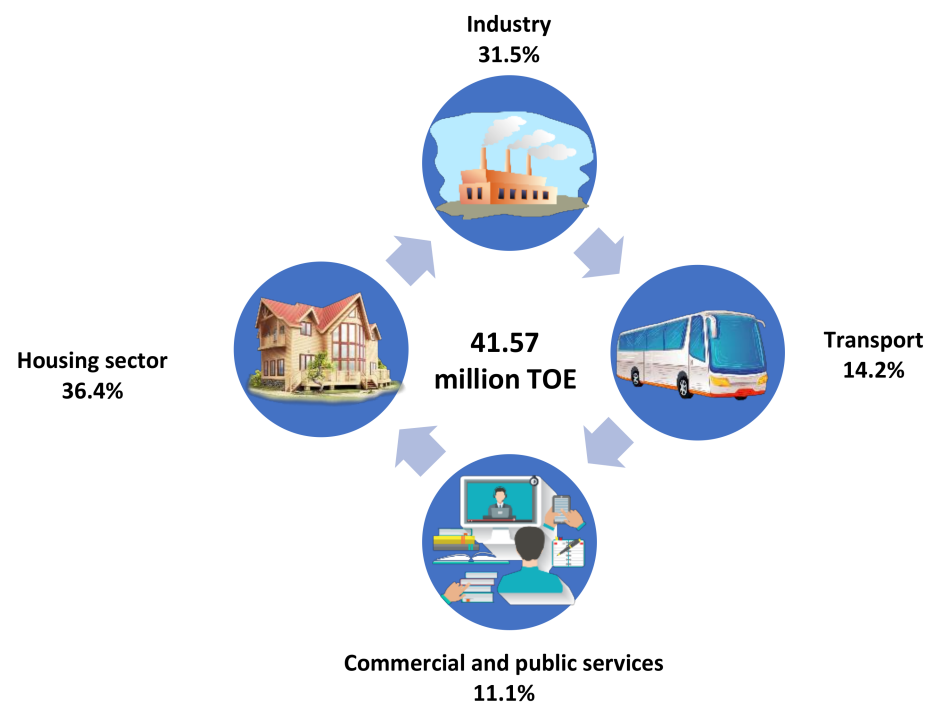 Industry
31.5%
Transport
14.2%
41.57
million TOE
Housing sector
36.4%
Commercial and public services
11.1%